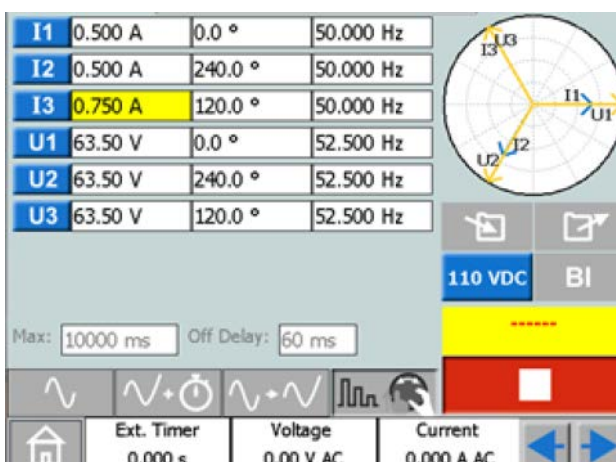 I1 0.500 A 0.0 ° 50.000 Hz
I2 0.500 A 240.0 ° 50.000 Hz
I3 0.750 A 120.0 ° 50.000 Hz
U1 63.50 V 0.0 ° 52.500 Hz
U2 63.50 V 240.0 ° 52.500 Hz
U3 63.50 V 120.0 ° 52.500 Hz
U3
I3
I1
U1
I2
U2
110 VDC BI
------
Max: 10000 ms Off Delay: 60 ms
Ext. Timer Voltage Current
0.000 s 0.00 V AC 0.000 A AC